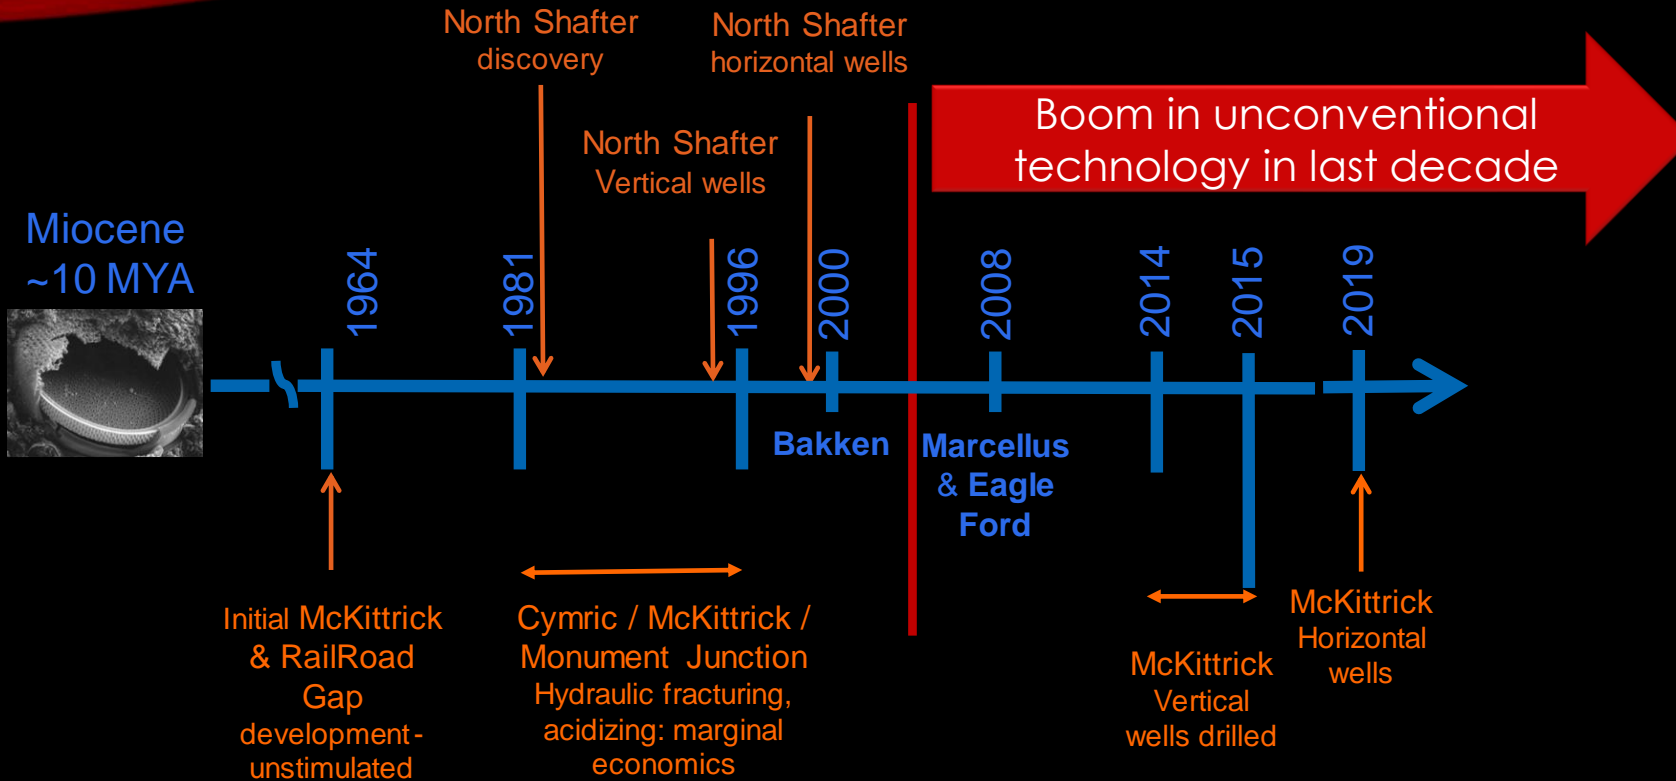 North Shafter
discovery
North Shafter
horizontal wells
North Shafter
Vertical wells
Boom in unconventional
technology in last decade
Miocene
~10 MYA
1964
1981
1996
2000
2008
2014
2015
2019
Bakken
Marcellus
& Eagle
Ford
Initial McKittrick
& RailRoad
Gap
development-
unstimulated
Cymric / McKittrick /
Monument Junction
Hydraulic fracturing,
acidizing: marginal
economics
McKittrick
Vertical
wells drilled
McKittrick
Horizontal
wells